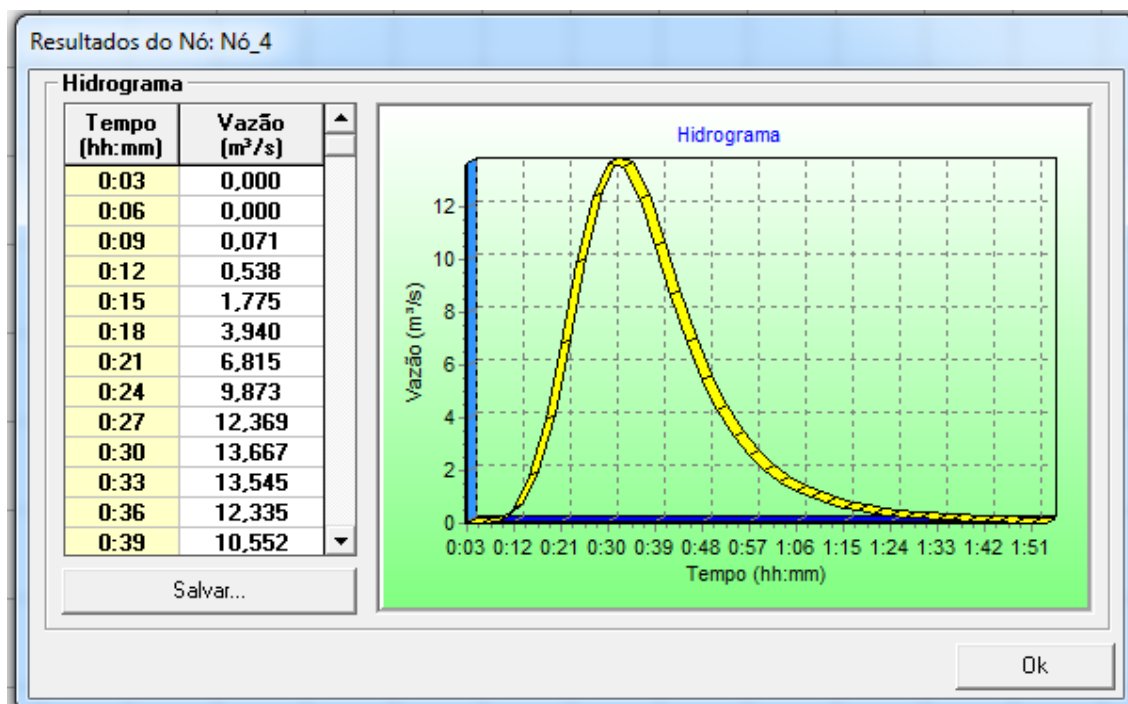 Resultados do Nó: Nó_4
Hidrograma
Tempo (hh:mm) Vazão (m³/s)
0:03 0,000
0:06 0,000
0:09 0,071
0:12 0,538
0:15 1,775
0:18 3,940
0:21 6,815
0:24 9,873
0:27 12,369
0:30 13,667
0:33 13,545
0:36 12,335
0:39 10,552
Salvar...
Hidrograma
Vazão (m³/s)
12
10
8
6
4
2
0
0:03 0:12 0:21 0:30 0:39 0:48 0:57 1:06 1:15 1:24 1:33 1:42 1:51
Tempo (hh:mm)
Ok